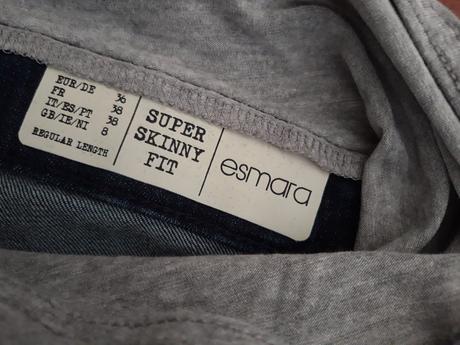 EUR/DE 36
FR 38
IT/ES/PT 38
GB/IE/NI 8
REGULAR LENGTH
SUPER
SKINNY
FIT
esmara